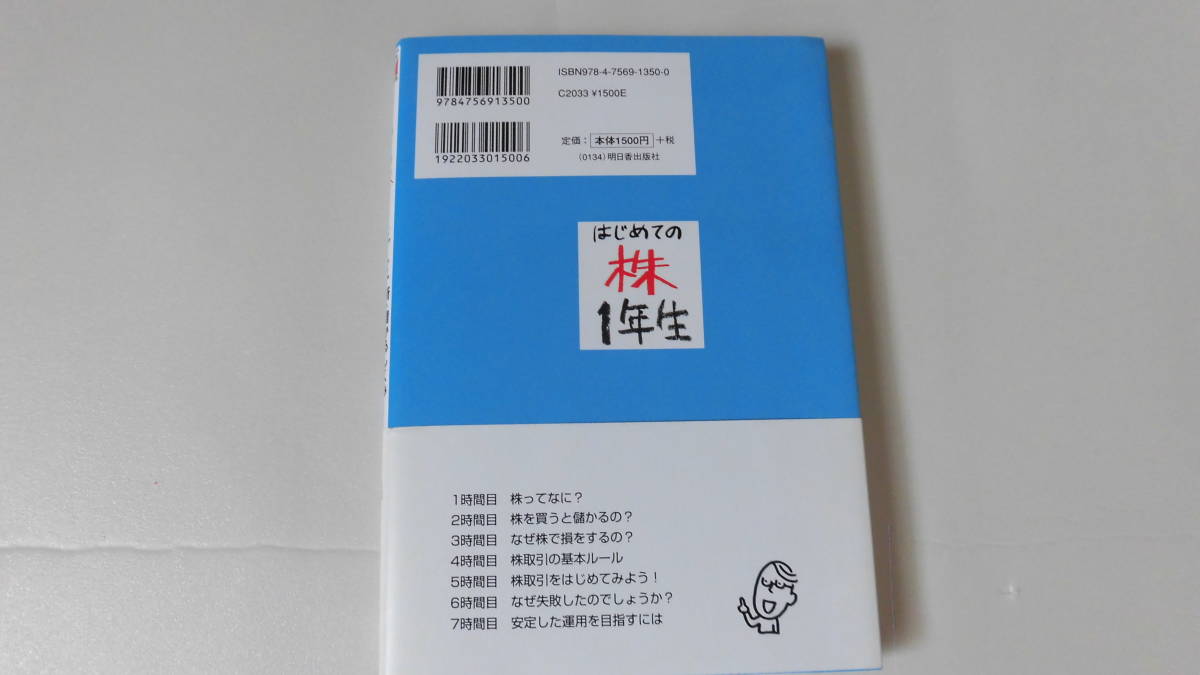 ISBN978-4-7569-1350-0
9784756913500
C2033 ¥1500E
定価： 本体1500円 +税
1922033015006
(0134) 明日香出版社
はじめての
株
1年生
1時間目 株ってなに？
2時間目 株を買うと儲かるの？
3時間目 なぜ株で損をするの？
4時間目 株取引の基本ルール
5時間目 株取引をはじめてみよう！
6時間目 なぜ失敗したのでしょうか？
7時間目 安定した運用を目指すには